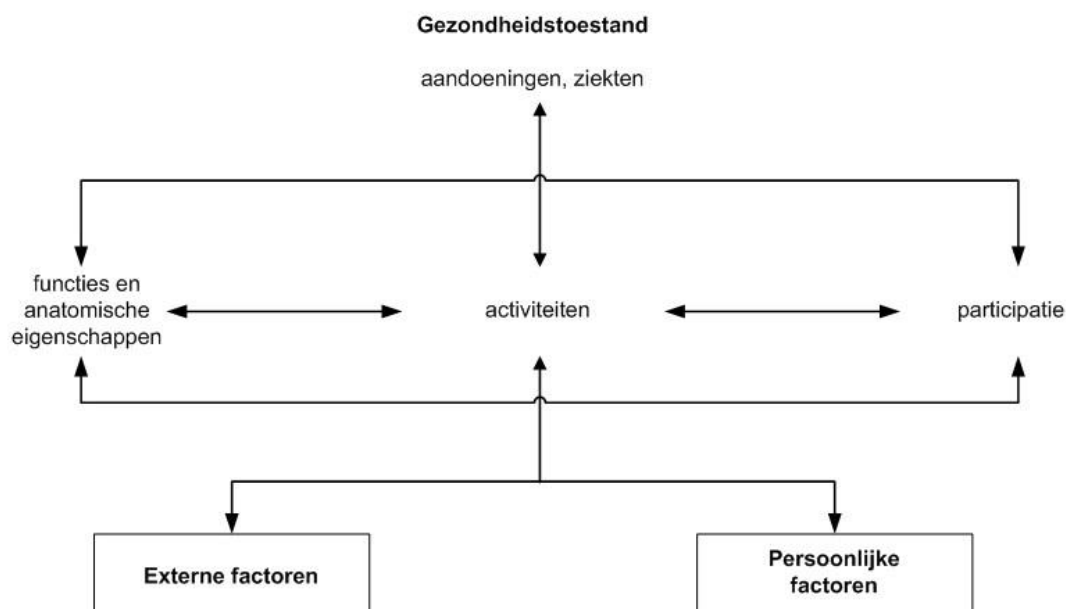 Gezondheidstoestand
aandoeningen, ziekten
functies en
anatomische
eigenschappen
activiteiten
participatie
Externe factoren
Persoonlijke
factoren